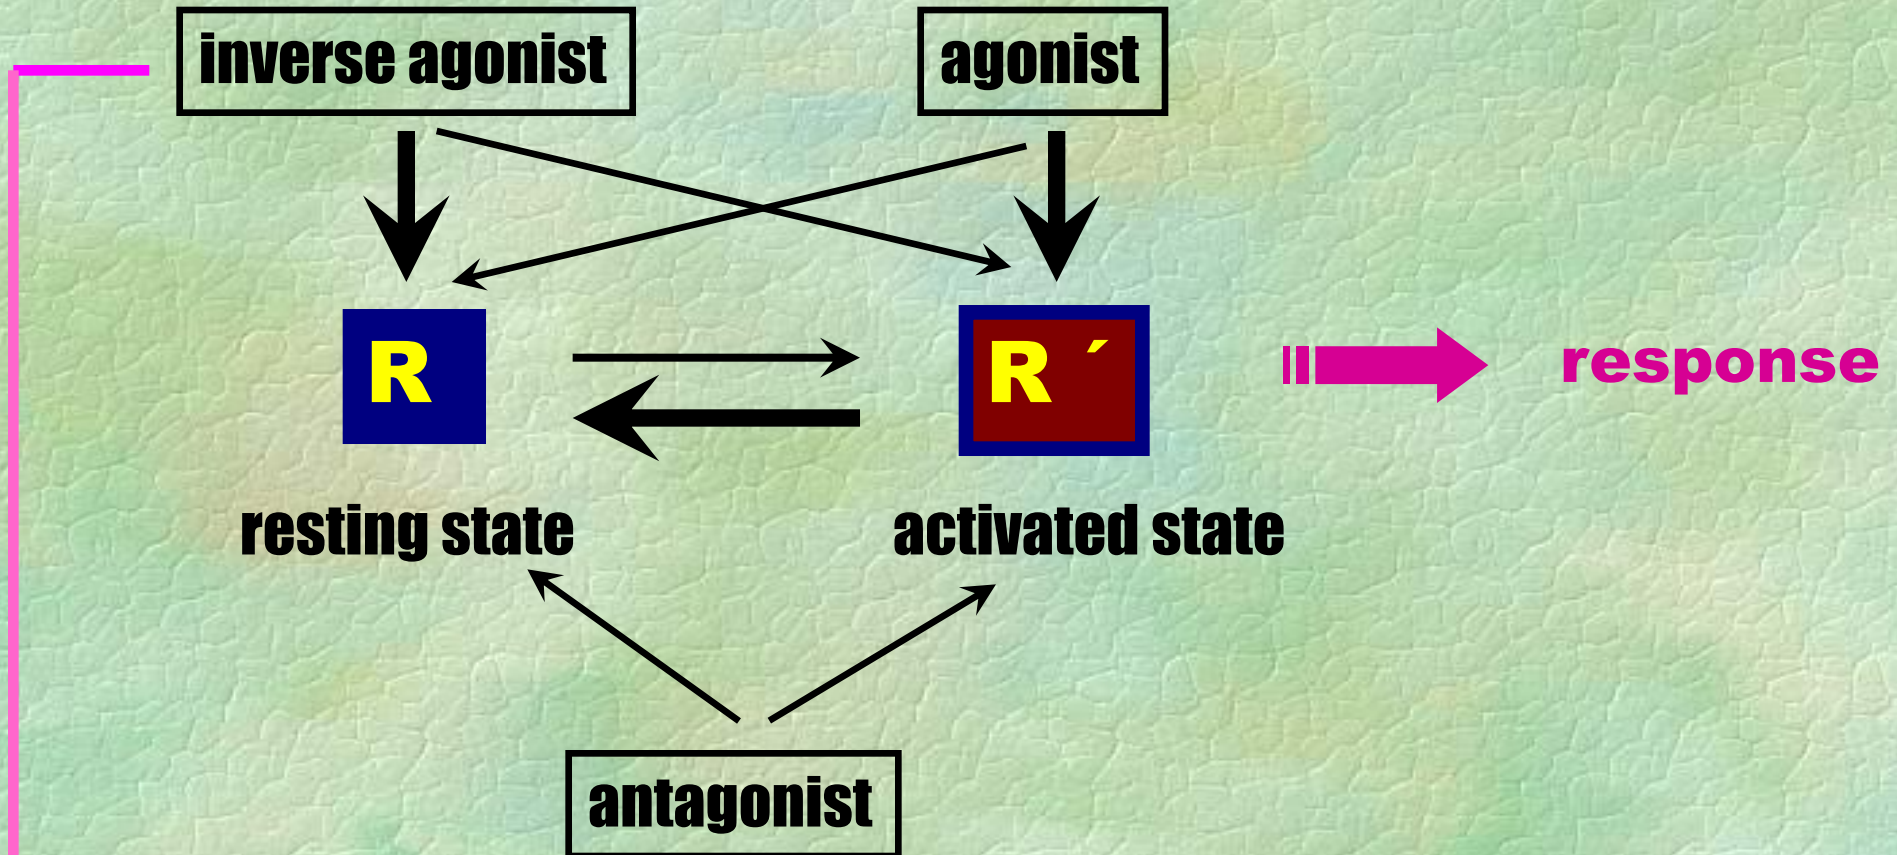 inverse agonist
agonist
R
R ´
response
resting state
activated state
antagonist